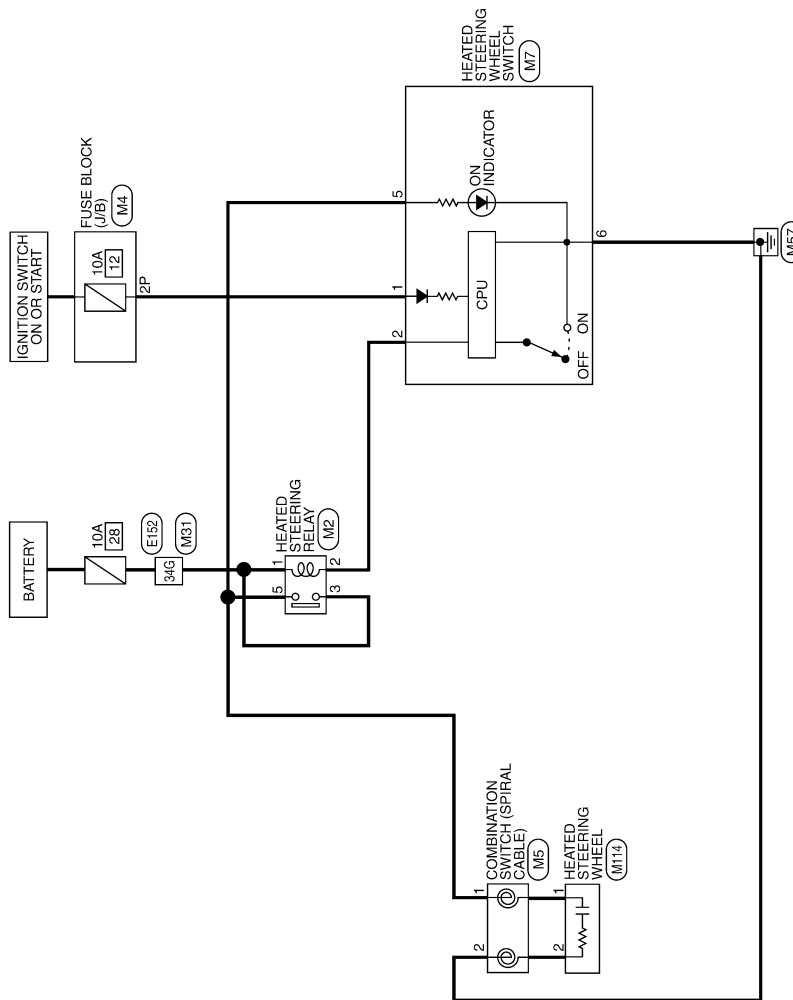 IGNITION SWITCH
ON OR START
FUSE BLOCK
(J/B)
M4
10A
12
2P
HEATED
STEERING
WHEEL
SWITCH
M7
5
1
2
ON
INDICATOR
CPU
OFF
ON
6
M57
BATTERY
10A
28
E152
34G
M31
HEATED
STEERING
RELAY
M2
1
5
2
3
COMBINATION
SWITCH (SPIRAL
CABLE)
M5
1
2
HEATED
STEERING
WHEEL
M114
1
2